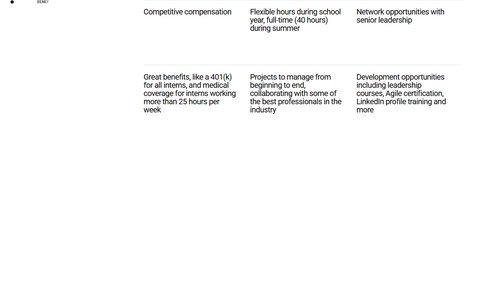 Competitive compensation
Flexible hours during school
year, full-time (40 hours)
during summer
Network opportunities with
senior leadership
Great benefits, like a 401(k)
for all interns, and medical
coverage for interns working
more than 25 hours per
week
Projects to manage from
beginning to end,
collaborating with some of
the best professionals in the
industry
Development opportunities
including leadership
courses, Agile certification,
LinkedIn profile training and
more